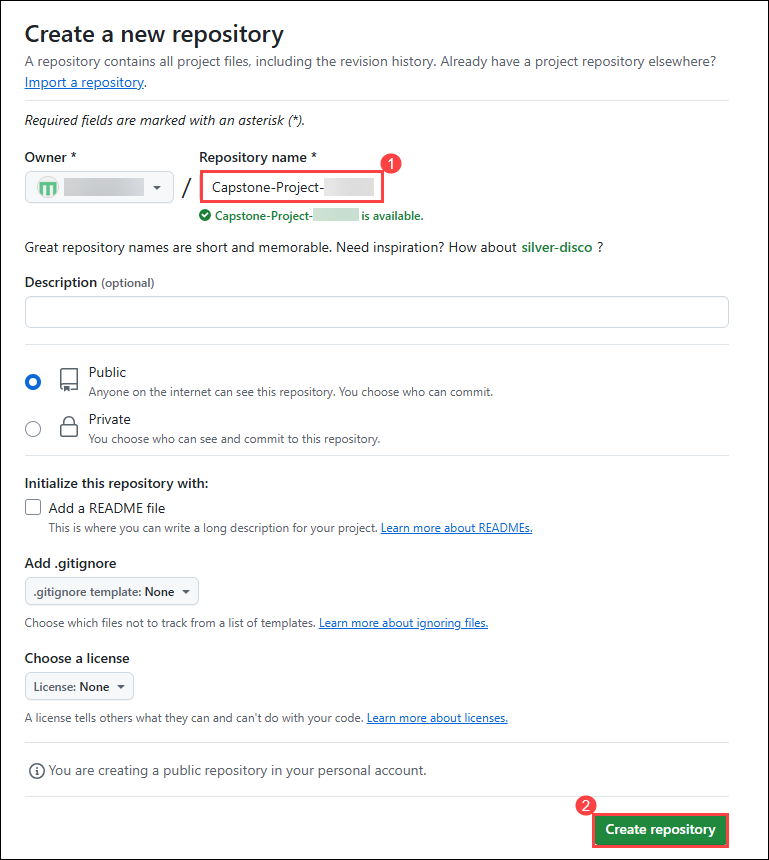 Create a new repository
A repository contains all project files, including the revision history. Already have a project repository elsewhere?
Import a repository.
Required fields are marked with an asterisk (*).
Owner *
Repository name *
1
/
Capstone-Project-
Capstone-Project- is available.
Great repository names are short and memorable. Need inspiration? How about silver-disco ?
Description (optional)
Public
Anyone on the internet can see this repository. You choose who can commit.
Private
You choose who can see and commit to this repository.
Initialize this repository with:
Add a README file
This is where you can write a long description for your project. Learn more about READMEs.
Add .gitignore
.gitignore template: None
Choose which files not to track from a list of templates. Learn more about ignoring files.
Choose a license
License: None
A license tells others what they can and can't do with your code. Learn more about licenses.
You are creating a public repository in your personal account.
2
Create repository